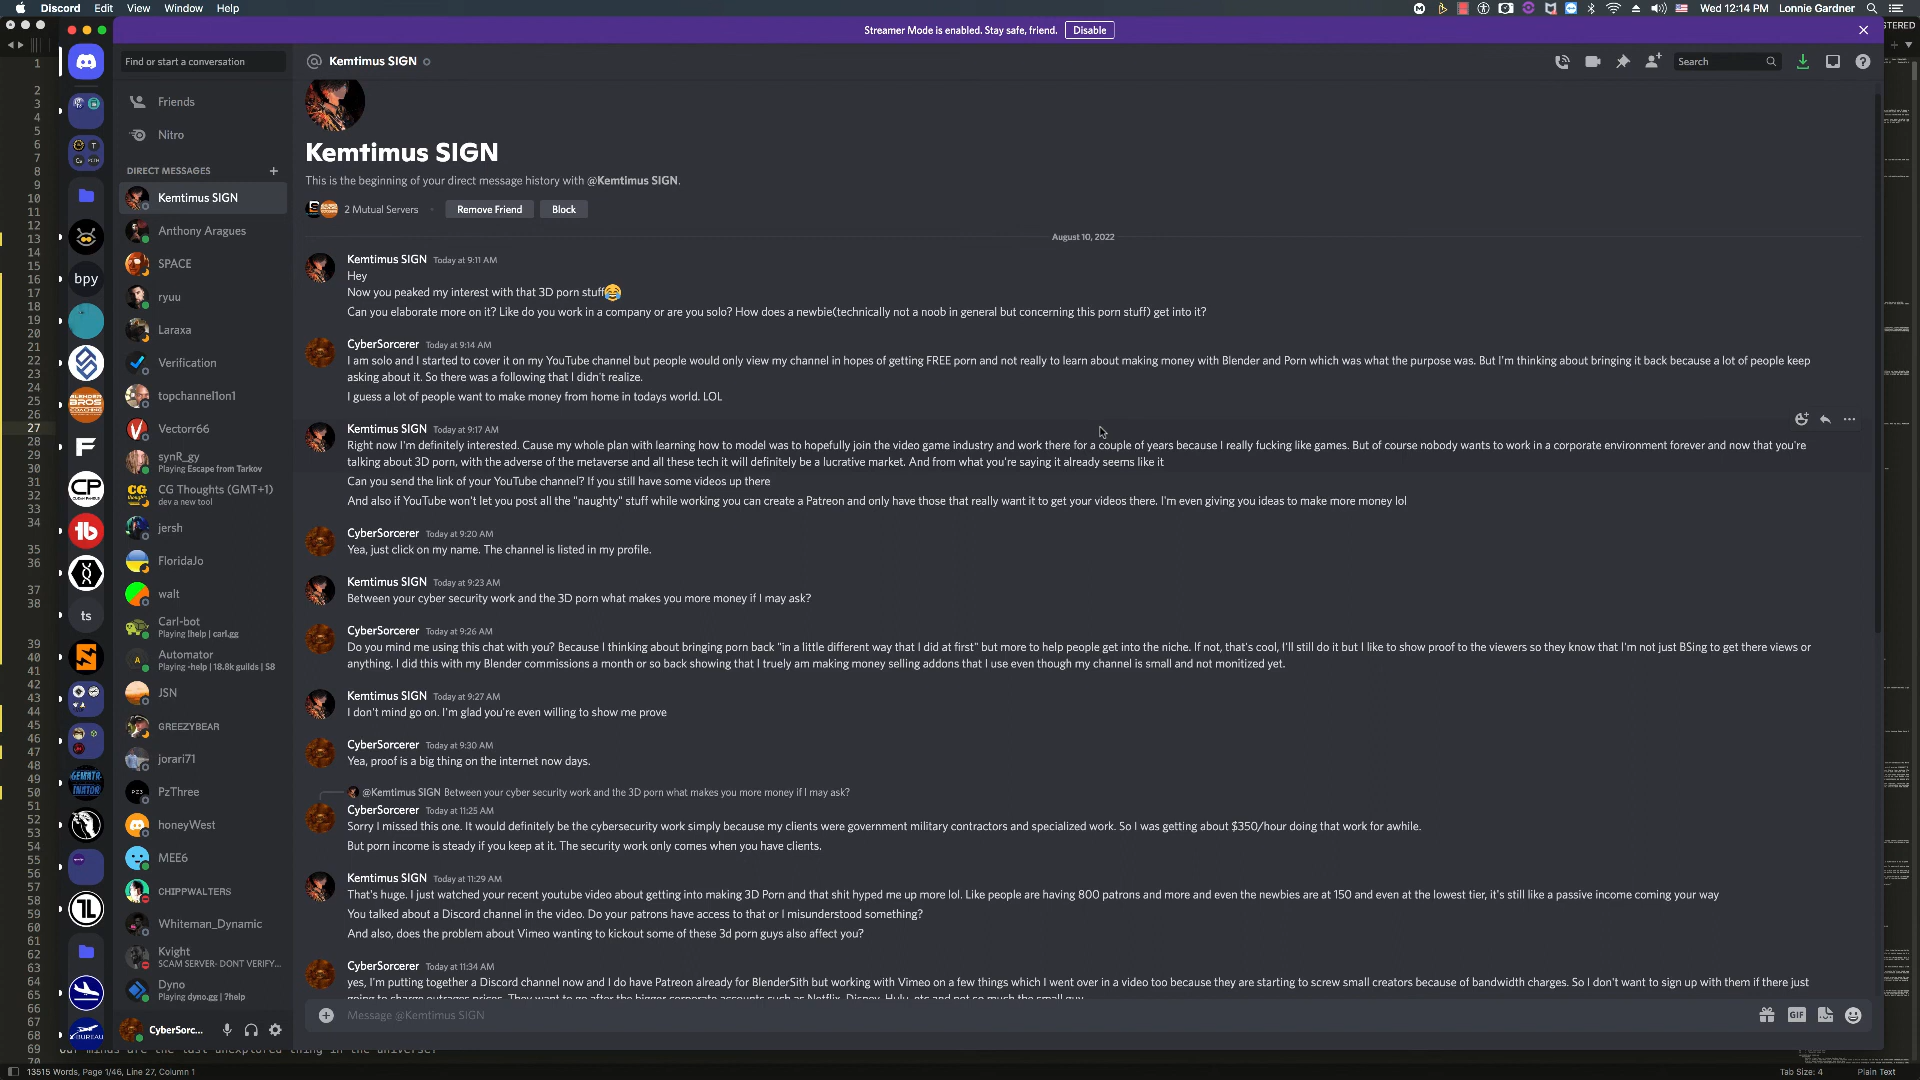 Discord Edit View Window Help
Wed 12:14 PM Lonnie Gardner
Streamer Mode is enabled. Stay safe, friend. Disable
Find or start a conversation
@ Kemtimus SIGN
Search
Friends
Nitro
DIRECT MESSAGES +
Kemtimus SIGN
Anthony Aragues
SPACE
ryuu
Laraxa
Verification
topchannel1on1
Vectorr66
synR_gy
Playing Escape from Tarkov
CG Thoughts (GMT+1)
dev a new tool
jersh
FloridaJo
walt
Carl-bot
Playing !help | carl.gg
Automator
Playing -help | 18.8k guilds | 58
JSN
GREEZYBEAR
jorari71
PzThree
honeyWest
MEE6
CHIPPWALTERS
Whiteman_Dynamic
Kvight
SCAM SERVER- DONT VERIFY...
Dyno
Playing dyno.gg | ?help
CyberSorc...
bpy
BLENDER BROS COACHING
CP
ts
Kemtimus SIGN
This is the beginning of your direct message history with @Kemtimus SIGN.
2 Mutual Servers Remove Friend Block
August 10, 2022
Kemtimus SIGN Today at 9:11 AM
Hey
Now you peaked my interest with that 3D porn stuff😂
Can you elaborate more on it? Like do you work in a company or are you solo? How does a newbie(technically not a noob in general but concerning this porn stuff) get into it?
CyberSorcerer Today at 9:14 AM
I am solo and I started to cover it on my YouTube channel but people would only view my channel in hopes of getting FREE porn and not really to learn about making money with Blender and Porn which was what the purpose was. But I'm thinking about bringing it back because a lot of people keep
asking about it. So there was a following that I didn't realize.
I guess a lot of people want to make money from home in todays world. LOL
Kemtimus SIGN Today at 9:17 AM
Right now I'm definitely interested. Cause my whole plan with learning how to model was to hopefully join the video game industry and work there for a couple of years because I really fucking like games. But of course nobody wants to work in a corporate environment forever and now that you're
talking about 3D porn, with the adverse of the metaverse and all these tech it will definitely be a lucrative market. And from what you're saying it already seems like it
Can you send the link of your YouTube channel? If you still have some videos up there
And also if YouTube won't let you post all the "naughty" stuff while working you can create a Patreon and only have those that really want it to get your videos there. I'm even giving you ideas to make more money lol
CyberSorcerer Today at 9:20 AM
Yea, just click on my name. The channel is listed in my profile.
Kemtimus SIGN Today at 9:23 AM
Between your cyber security work and the 3D porn what makes you more money if I may ask?
CyberSorcerer Today at 9:26 AM
Do you mind me using this chat with you? Because I thinking about bringing porn back "in a little different way that I did at first" but more to help people get into the niche. If not, that's cool, I'll still do it but I like to show proof to the viewers so they know that I'm not just BSing to get there views or
anything. I did this with my Blender commissions a month or so back showing that I truely am making money selling addons that I use even though my channel is small and not monitized yet.
Kemtimus SIGN Today at 9:27 AM
I don't mind go on. I'm glad you're even willing to show me prove
CyberSorcerer Today at 9:30 AM
Yea, proof is a big thing on the internet now days.
@Kemtimus SIGN Between your cyber security work and the 3D porn what makes you more money if I may ask?
CyberSorcerer Today at 11:25 AM
Sorry I missed this one. It would definitely be the cybersecurity work simply because my clients were government military contractors and specialized work. So I was getting about $350/hour doing that work for awhile.
But porn income is steady if you keep at it. The security work only comes when you have clients.
Kemtimus SIGN Today at 11:29 AM
That's huge. I just watched your recent youtube video about getting into making 3D Porn and that shit hyped me up more lol. Like people are having 800 patrons and more and even the newbies are at 150 and even at the lowest tier, it's still like a passive income coming your way
You talked about a Discord channel in the video. Do your patrons have access to that or I misunderstood something?
And also, does the problem about Vimeo wanting to kickout some of these 3d porn guys also affect you?
CyberSorcerer Today at 11:34 AM
yes, I'm putting together a Discord channel now and I do have Patreon already for BlenderSith but working with Vimeo on a few things which I went over in a video too because they are starting to screw small creators because of bandwidth charges. So I don't want to sign up with them if there just
going to charge outrages prices. They want to go after the bigger corporate accounts such as Netflix, Disney, Hulu, etc and not so much the small guy.
Message @Kemtimus SIGN
GIF
13515 Words, Page 1/46, Line 27, Column 1
Tab Size: 4 Plain Text